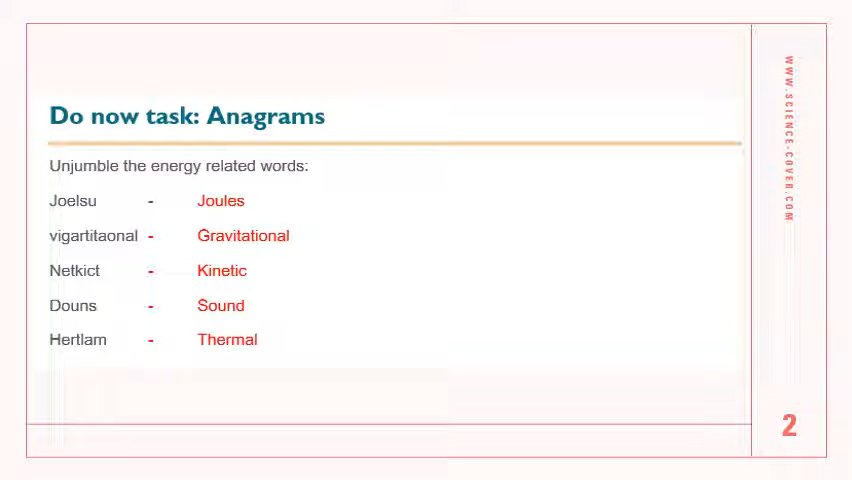 Do now task: Anagrams
Unjumble the energy related words:
Joelsu - Joules
vigartitaonal - Gravitational
Netkict - Kinetic
Douns - Sound
Hertlam - Thermal
WWW.SCIENCE-COVER.COM
2